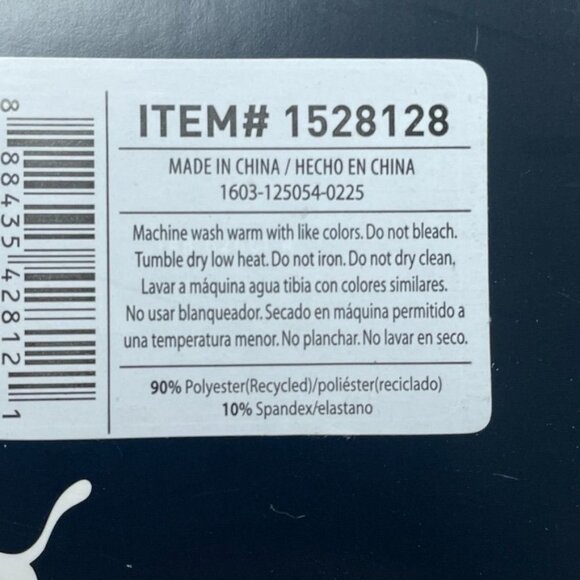 ITEM# 1528128
MADE IN CHINA / HECHO EN CHINA
1603-125054-0225
Machine wash warm with like colors. Do not bleach.
Tumble dry low heat. Do not iron. Do not dry clean,
Lavar a máquina agua tibia con colores similares.
No usar blanqueador. Secado en máquina permitido a
una temperatura menor. No planchar. No lavar en seco.
90% Polyester(Recycled)/poliéster(reciclado)
10% Spandex/elastano
8 88435 42812 1